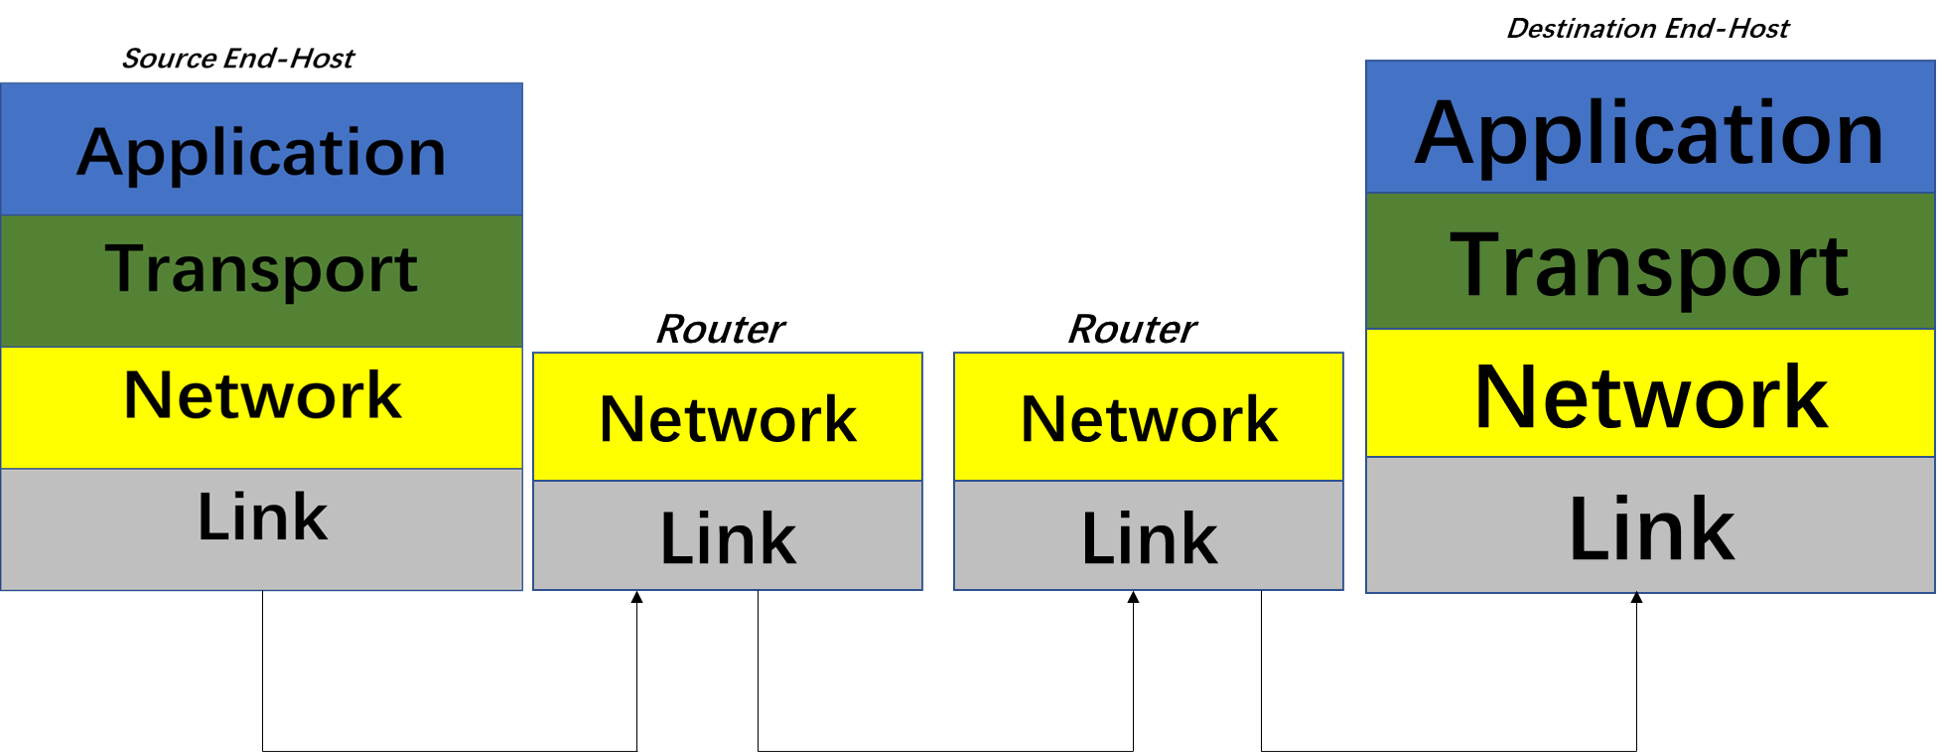 Source End-Host
Application
Transport
Network
Link
Router
Network
Link
Router
Network
Link
Destination End-Host
Application
Transport
Network
Link